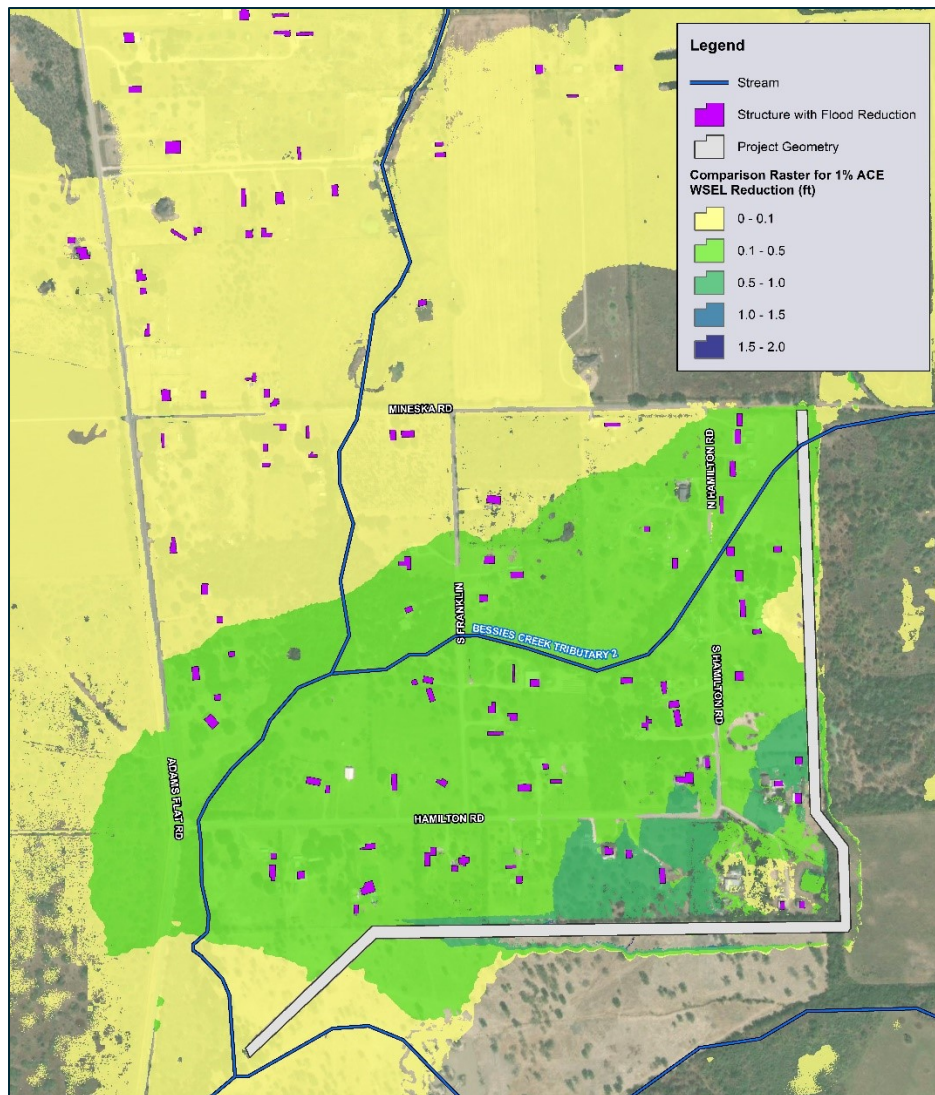 Legend
Stream
Structure with Flood Reduction
Project Geometry
Comparison Raster for 1% ACE
WSEL Reduction (ft)
0 - 0.1
0.1 - 0.5
0.5 - 1.0
1.0 - 1.5
1.5 - 2.0
MINESKA RD
N HAMILTON RD
S FRANKLIN
BESSIES CREEK TRIBUTARY 2
S HAMILTON RD
ADAMS FLAT RD
HAMILTON RD